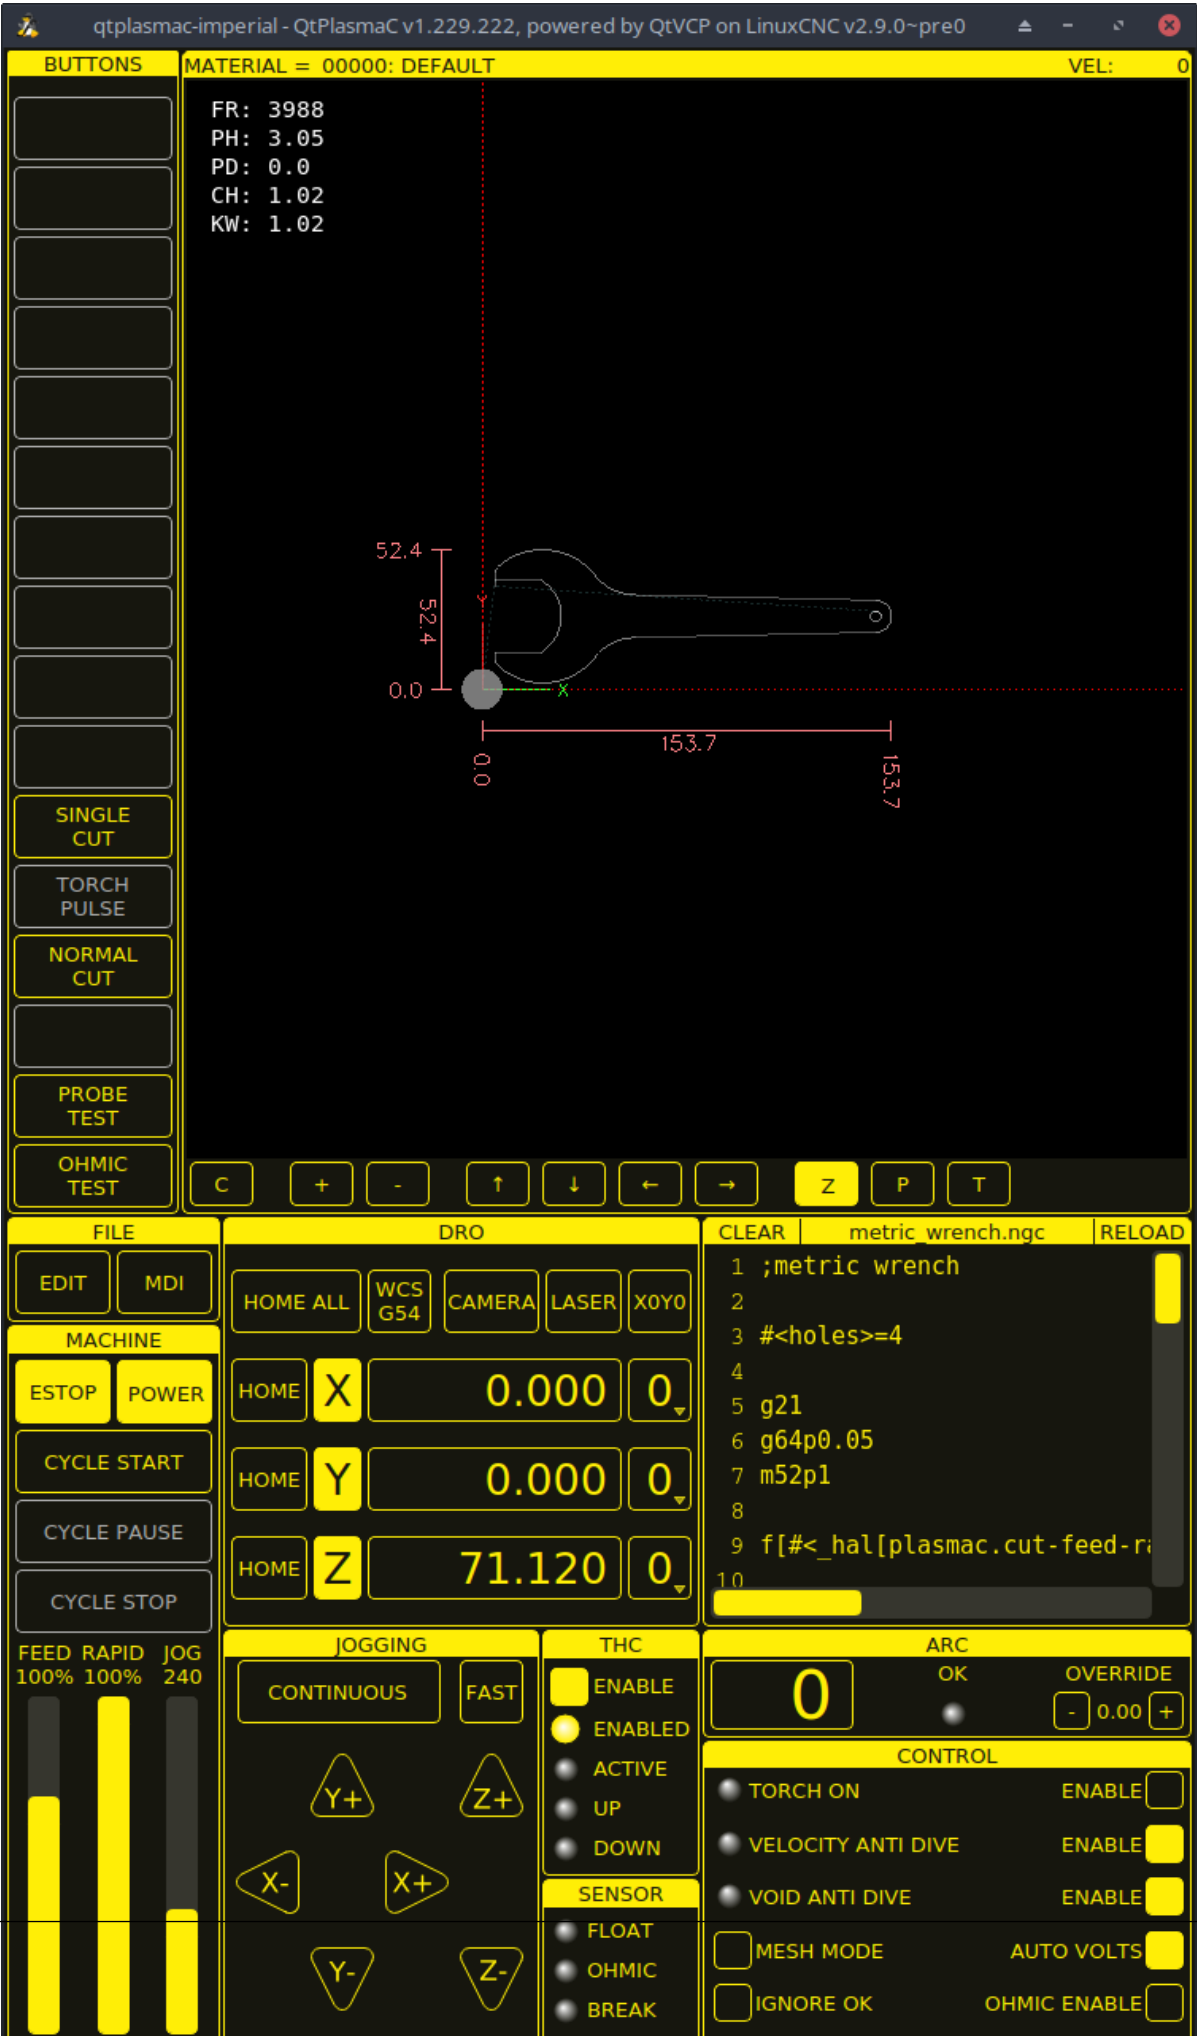 qtplasmac-imperial - QtPlasmaC v1.229.222, powered by QtVCP on LinuxCNC v2.9.0~pre0
BUTTONS
MATERIAL = 00000: DEFAULT
VEL: 0
FR: 3988
PH: 3.05
PD: 0.0
CH: 1.02
KW: 1.02
52.4
52.4
Y
0.0
X
153.7
0.0
153.7
SINGLE
CUT
TORCH
PULSE
NORMAL
CUT
PROBE
TEST
OHMIC
TEST
C + - ↑ ↓ ← → Z P T
FILE
EDIT MDI
MACHINE
ESTOP POWER
CYCLE START
CYCLE PAUSE
CYCLE STOP
FEED RAPID JOG
100% 100% 240
DRO
HOME ALL
WCS
G54
CAMERA LASER X0Y0
HOME X 0.000 0
HOME Y 0.000 0
HOME Z 71.120 0
CLEAR metric_wrench.ngc RELOAD
1 ;metric wrench
2
3 #<holes>=4
4
5 g21
6 g64p0.05
7 m52p1
8
9 f[#<_hal[plasmac.cut-feed-ra
10
JOGGING
CONTINUOUS FAST
Y+ Z+
X- X+
Y- Z-
THC
ENABLE
ENABLED
ACTIVE
UP
DOWN
SENSOR
FLOAT
OHMIC
BREAK
ARC
0
OK
OVERRIDE
- 0.00 +
CONTROL
TORCH ON ENABLE
VELOCITY ANTI DIVE ENABLE
VOID ANTI DIVE ENABLE
MESH MODE AUTO VOLTS
IGNORE OK OHMIC ENABLE